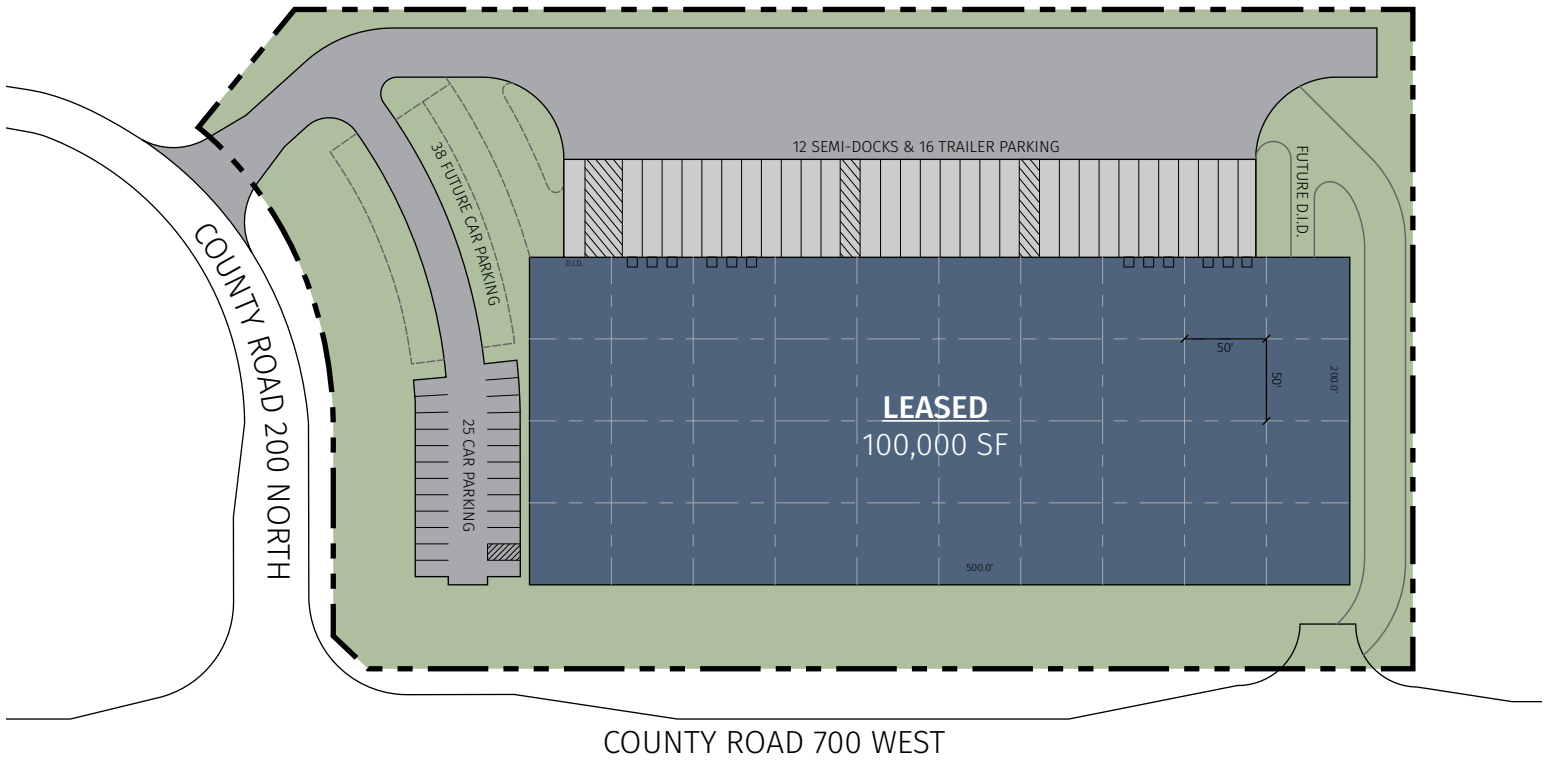 12 SEMI-DOCKS & 16 TRAILER PARKING
38 FUTURE CAR PARKING
FUTURE D.I.D.
D.I.D.
COUNTY ROAD 200 NORTH
50'
50'
200.0'
LEASED
100,000 SF
25 CAR PARKING
500.0'
COUNTY ROAD 700 WEST